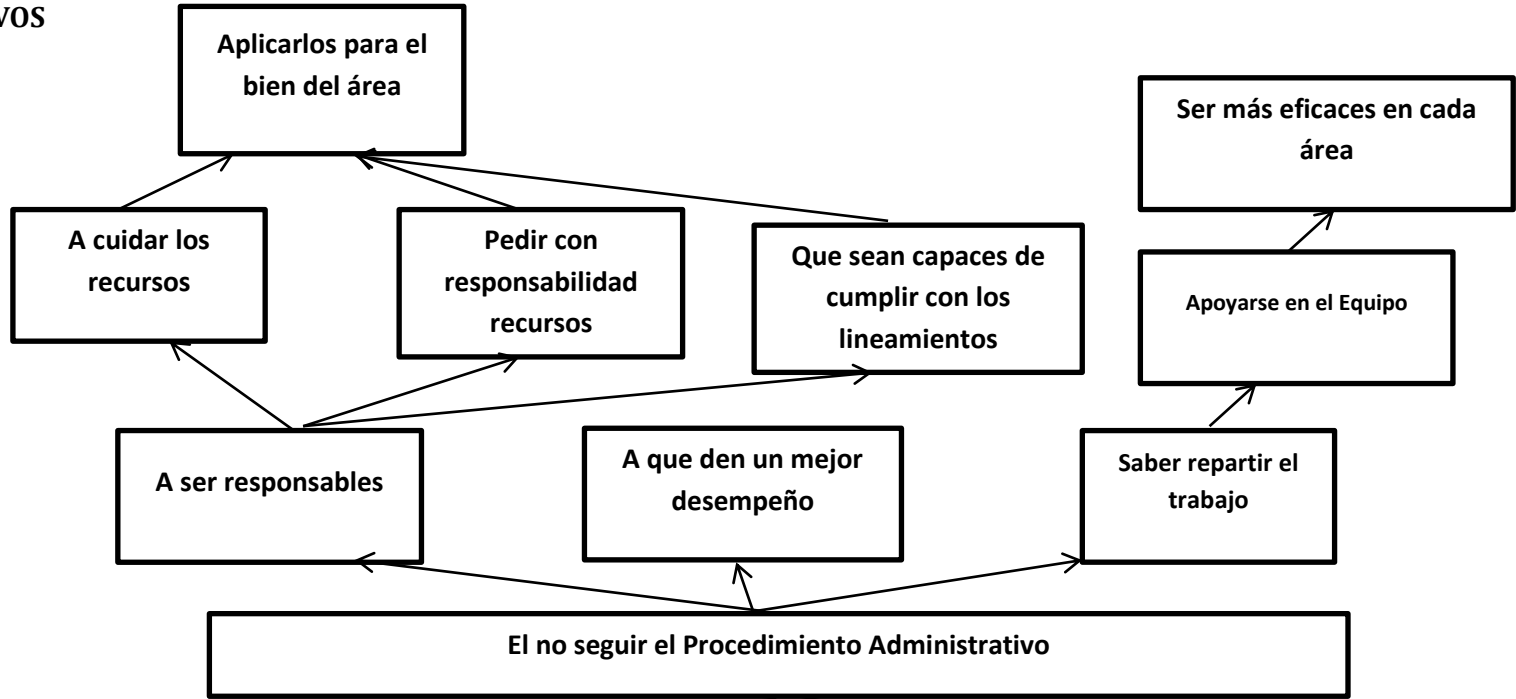 VOS
Aplicarlos para el
bien del área
Ser más eficaces en cada
área
A cuidar los
recursos
Pedir con
responsabilidad
recursos
Que sean capaces de
cumplir con los
lineamientos
Apoyarse en el Equipo
A ser responsables
A que den un mejor
desempeño
Saber repartir el
trabajo
El no seguir el Procedimiento Administrativo